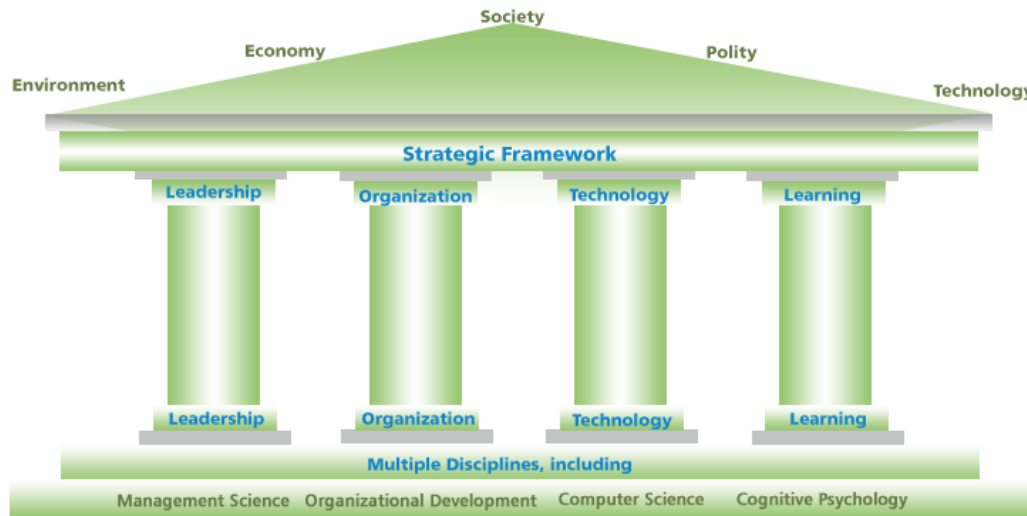 Society
Economy
Polity
Environment
Technology
Strategic Framework
Leadership
Organization
Technology
Learning
Leadership
Organization
Technology
Learning
Multiple Disciplines, including
Management Science
Organizational Development
Computer Science
Cognitive Psychology